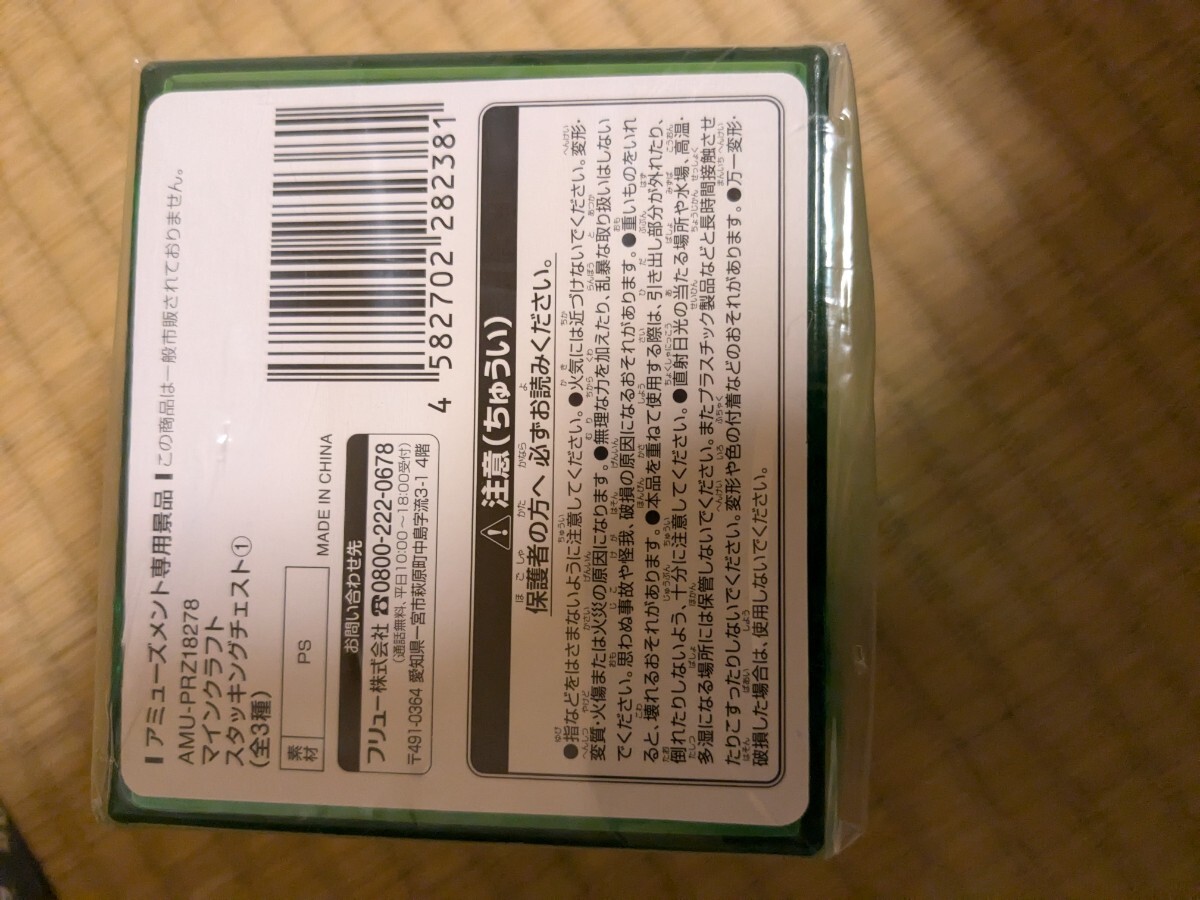 アミューズメント専用景品 この商品は一般市販されておりません。
AMU-PRZ18278
マインクラフト
スタッキングチェスト①
(全3種)
素材 PS MADE IN CHINA
4 582702 282381
お問い合わせ先
フリュー株式会社 ☎0800-222-0678
(通話無料、平日10:00～18:00受付)
〒491-0364 愛知県一宮市萩原町中島字流3-1 4階
⚠ 注意(ちゅうい)
保護者の方へ 必ずお読みください。
●指などをはさまないように注意してください。●火気には近づけないでください。変形・
変質・火傷または火災の原因になります。●無理な力を加えたり、乱暴な取り扱いはしない
でください。思わぬ事故や怪我、破損の原因になるおそれがあります。●重いものをいれ
ると、壊れるおそれがあります。●本品を重ねて使用する際は、引き出し部分が外れたり、
倒れたりしないよう、十分に注意してください。●直射日光の当たる場所や水場、高温・
多湿になる場所には保管しないでください。またプラスチック製品などと長時間接触させ
たりこすったりしないでください。変形や色の付着などのおそれがあります。●万一変形・
破損した場合は、使用しないでください。